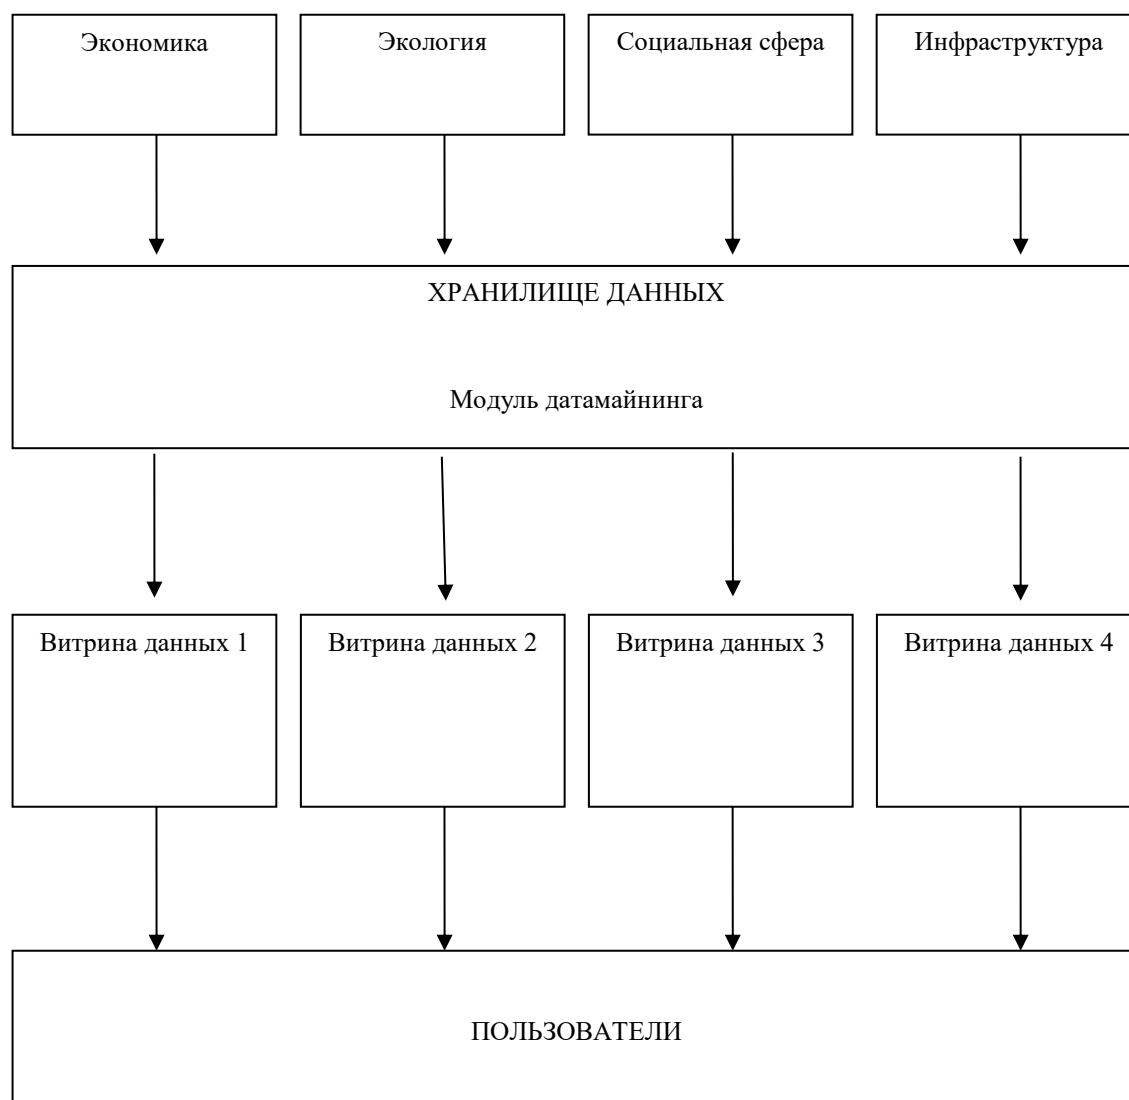 Экономика
Экология
Социальная сфера
Инфраструктура
ХРАНИЛИЩЕ ДАННЫХ
Модуль датамайнинга
Витрина данных 1
Витрина данных 2
Витрина данных 3
Витрина данных 4
ПОЛЬЗОВАТЕЛИ